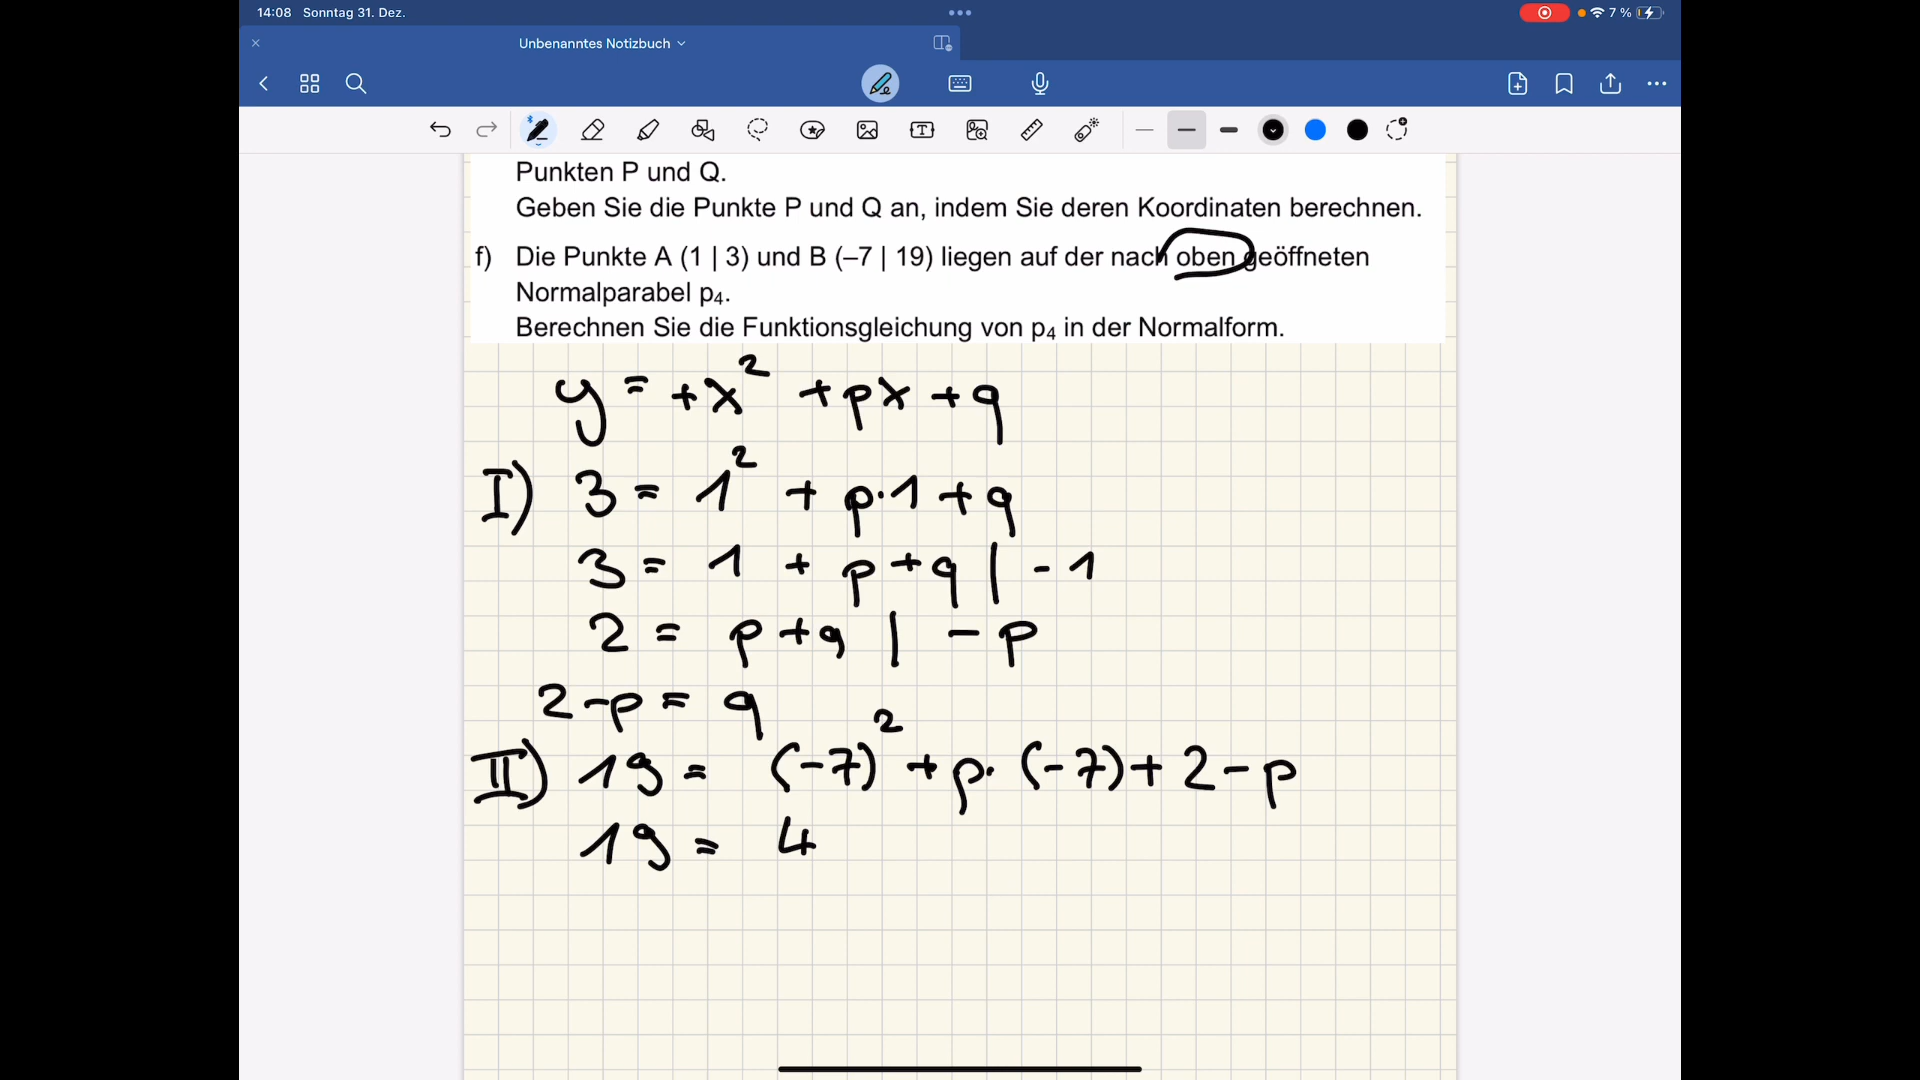 14:08 Sonntag 31. Dez.
7 %
Unbenanntes Notizbuch
Punkten P und Q.
Geben Sie die Punkte P und Q an, indem Sie deren Koordinaten berechnen.
f) Die Punkte A (1 | 3) und B (–7 | 19) liegen auf der nach oben geöffneten
Normalparabel p₄.
Berechnen Sie die Funktionsgleichung von p₄ in der Normalform.
y = +x² +px +q
I) 3 = 1² + p·1 +q
3 = 1 + p+q | -1
2 = p+q | -p
2-p = q
II) 19 = (-7)² + p· (-7) + 2 - p
19 = 4